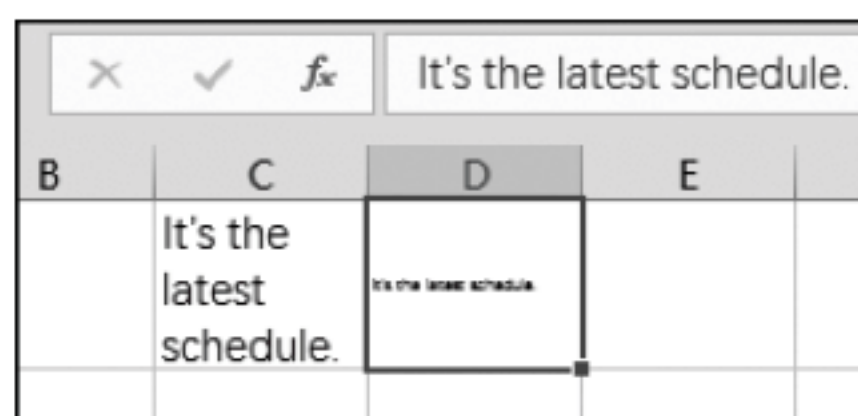 fx It's the latest schedule.
B C D E
It's the
latest
schedule.
It's the latest schedule.